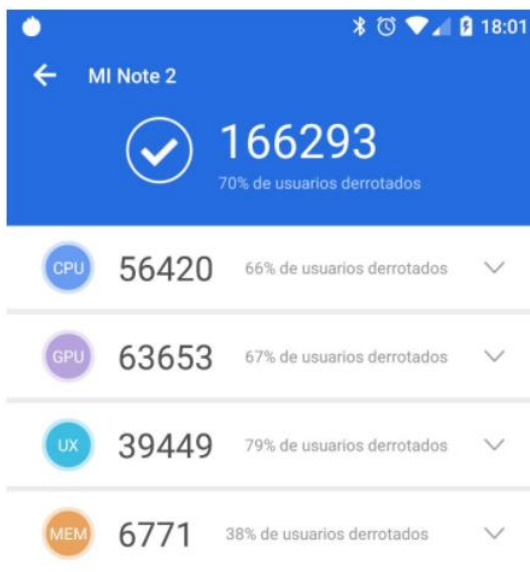 18:01
MI Note 2
166293
70% de usuarios derrotados
CPU 56420 66% de usuarios derrotados
GPU 63653 67% de usuarios derrotados
UX 39449 79% de usuarios derrotados
MEM 6771 38% de usuarios derrotados